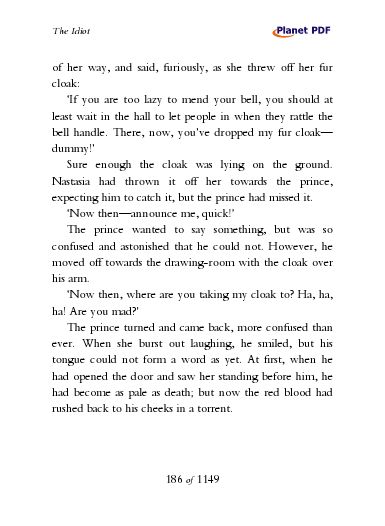 The Idiot
Planet PDF
of her way, and said, furiously, as she threw off her fur
cloak:
‘If you are too lazy to mend your bell, you should at
least wait in the hall to let people in when they rattle the
bell handle. There, now, you’ve dropped my fur cloak—
dummy!’
Sure enough the cloak was lying on the ground.
Nastasia had thrown it off her towards the prince,
expecting him to catch it, but the prince had missed it.
‘Now then—announce me, quick!’
The prince wanted to say something, but was so
confused and astonished that he could not. However, he
moved off towards the drawing-room with the cloak over
his arm.
‘Now then, where are you taking my cloak to? Ha, ha,
ha! Are you mad?’
The prince turned and came back, more confused than
ever. When she burst out laughing, he smiled, but his
tongue could not form a word as yet. At first, when he
had opened the door and saw her standing before him, he
had become as pale as death; but now the red blood had
rushed back to his cheeks in a torrent.
186 of 1149